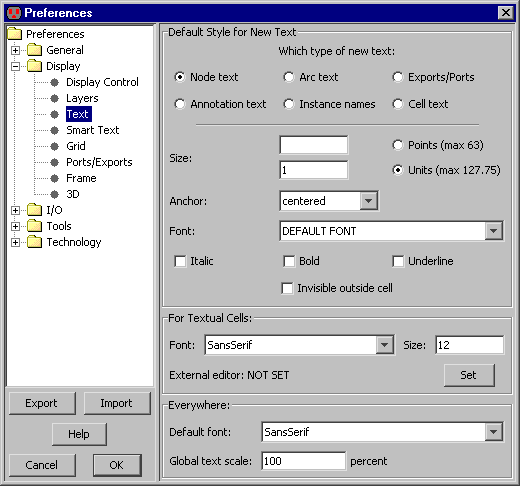 Preferences
Preferences
General
Display
Display Control
Layers
Text
Smart Text
Grid
Ports/Exports
Frame
3D
I/O
Tools
Technology
Export Import
Help
Cancel OK
Default Style for New Text
Which type of new text:
Node text Arc text Exports/Ports
Annotation text Instance names Cell text
Size: Points (max 63)
1 Units (max 127.75)
Anchor: centered
Font: DEFAULT FONT
Italic Bold Underline
Invisible outside cell
For Textual Cells:
Font: SansSerif Size: 12
External editor: NOT SET Set
Everywhere:
Default font: SansSerif
Global text scale: 100 percent